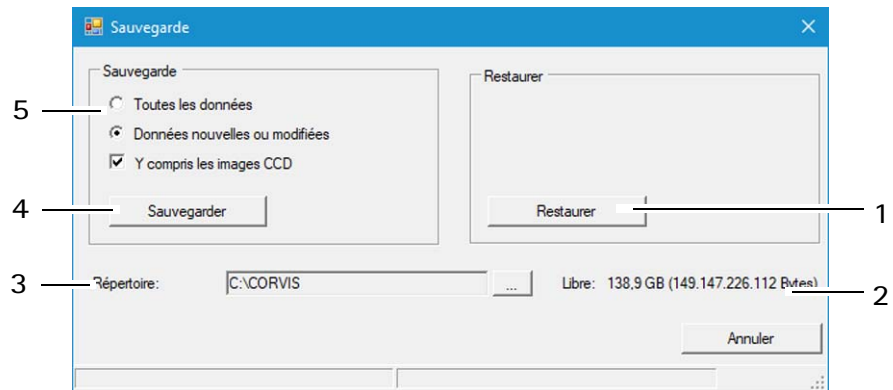 Sauvegarde
Sauvegarde
Restaurer
5
Toutes les données
Données nouvelles ou modifiées
Y compris les images CCD
4
Sauvegarder
Restaurer
1
3
Répertoire:
C:\CORVIS
...
Libre: 138,9 GB (149.147.226.112 Bytes)
2
Annuler